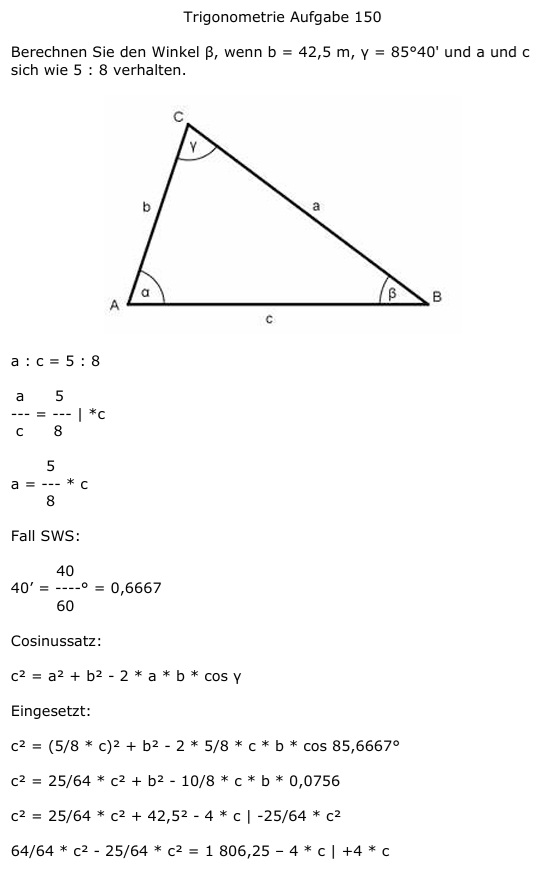 Trigonometrie Aufgabe 150
Berechnen Sie den Winkel β, wenn b = 42,5 m, γ = 85°40' und a und c
sich wie 5 : 8 verhalten.
C
γ
b
a
A
α
β
B
c
a : c = 5 : 8
a 5
--- = --- | *c
c 8
5
a = --- * c
8
Fall SWS:
40
40’ = ----° = 0,6667
60
Cosinussatz:
c² = a² + b² - 2 * a * b * cos γ
Eingesetzt:
c² = (5/8 * c)² + b² - 2 * 5/8 * c * b * cos 85,6667°
c² = 25/64 * c² + b² - 10/8 * c * b * 0,0756
c² = 25/64 * c² + 42,5² - 4 * c | -25/64 * c²
64/64 * c² - 25/64 * c² = 1 806,25 – 4 * c | +4 * c